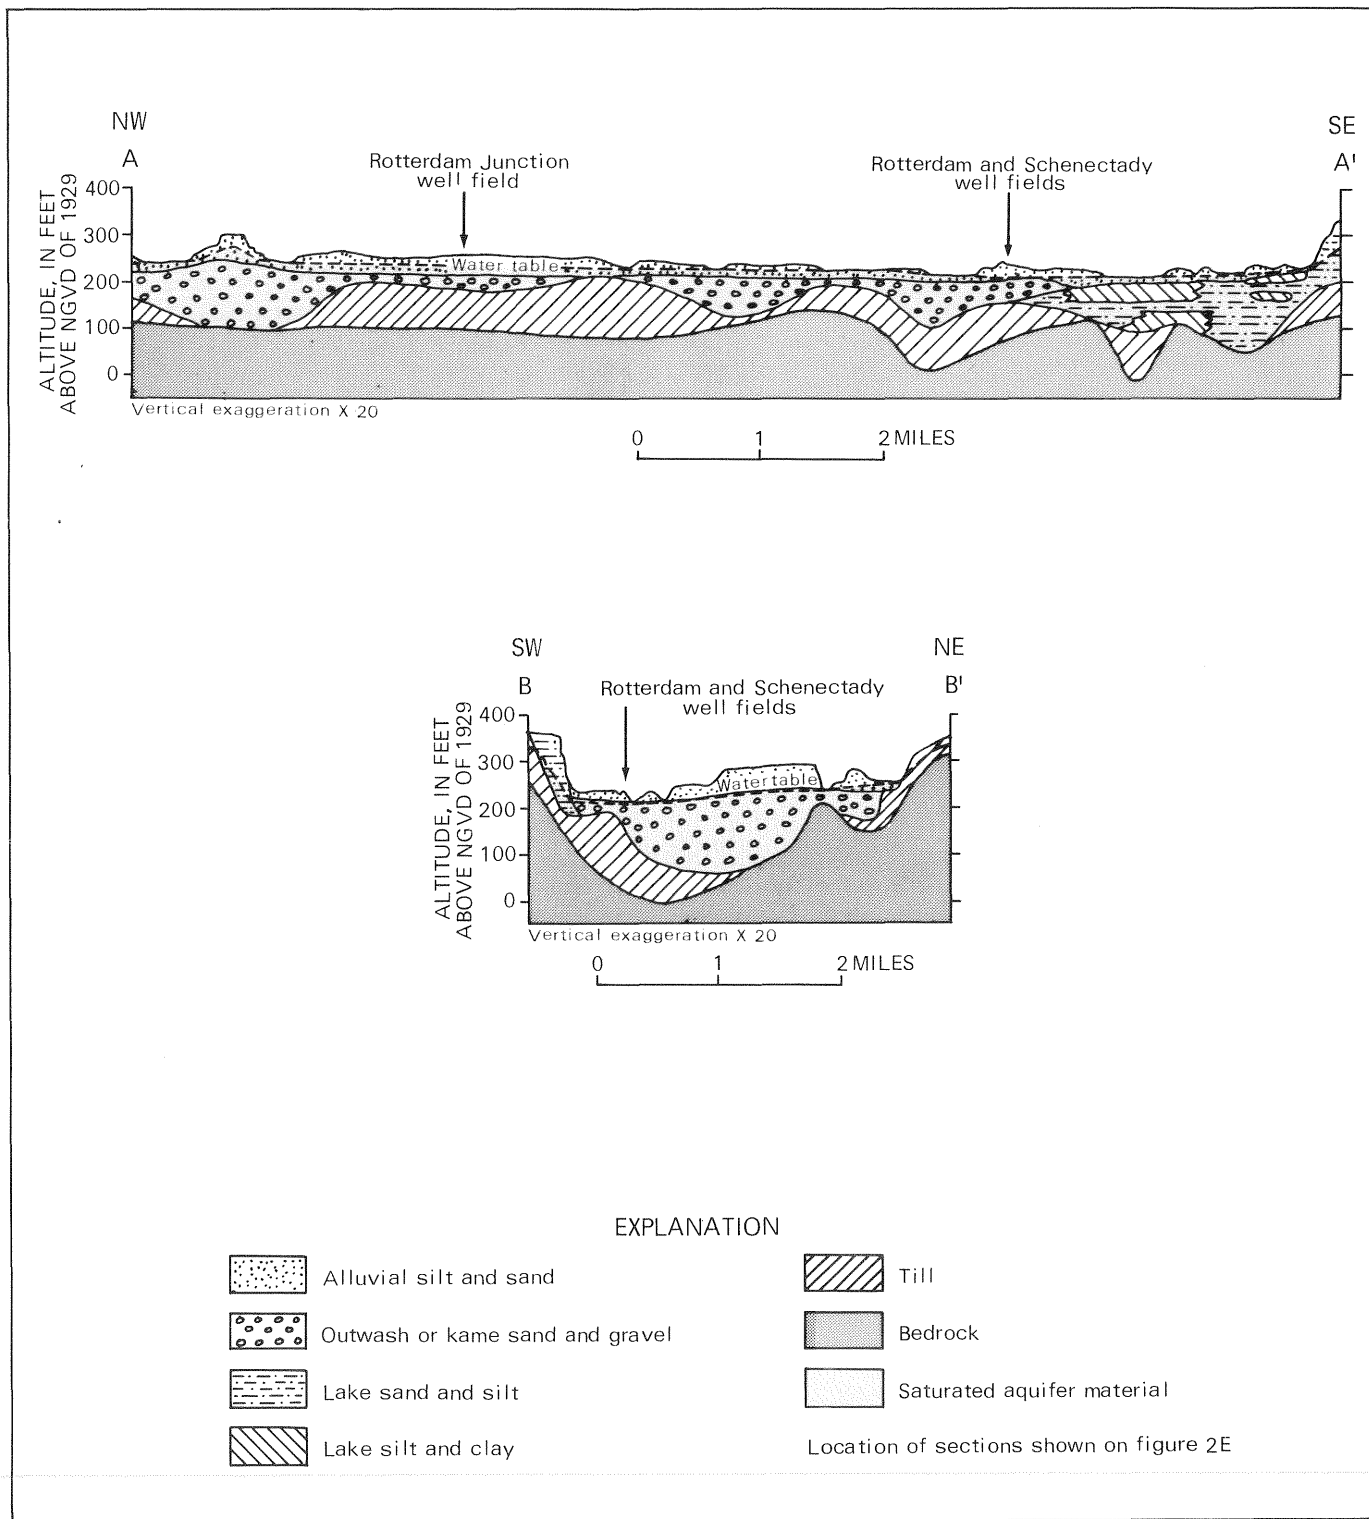 NW
A
SE
A'
Rotterdam Junction
well field
Rotterdam and Schenectady
well fields
ALTITUDE, IN FEET
ABOVE NGVD OF 1929
400
300
200
100
0
Water table
Vertical exaggeration X 20
0 1 2 MILES
SW
B
NE
B'
Rotterdam and Schenectady
well fields
ALTITUDE, IN FEET
ABOVE NGVD OF 1929
400
300
200
100
0
Water table
Vertical exaggeration X 20
0 1 2 MILES
EXPLANATION
Alluvial silt and sand
Outwash or kame sand and gravel
Lake sand and silt
Lake silt and clay
Till
Bedrock
Saturated aquifer material
Location of sections shown on figure 2E